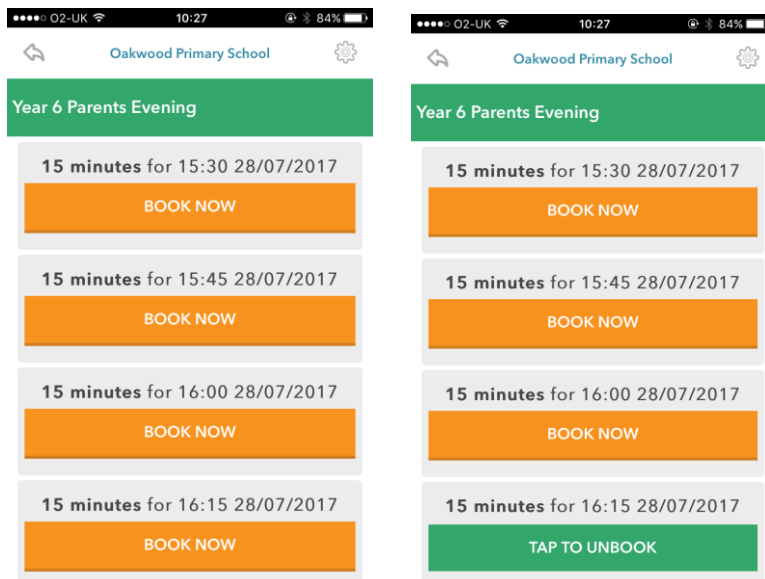 O2-UK 10:27 84%
Oakwood Primary School
Year 6 Parents Evening
15 minutes for 15:30 28/07/2017
BOOK NOW
15 minutes for 15:45 28/07/2017
BOOK NOW
15 minutes for 16:00 28/07/2017
BOOK NOW
15 minutes for 16:15 28/07/2017
BOOK NOW
O2-UK 10:27 84%
Oakwood Primary School
Year 6 Parents Evening
15 minutes for 15:30 28/07/2017
BOOK NOW
15 minutes for 15:45 28/07/2017
BOOK NOW
15 minutes for 16:00 28/07/2017
BOOK NOW
15 minutes for 16:15 28/07/2017
TAP TO UNBOOK